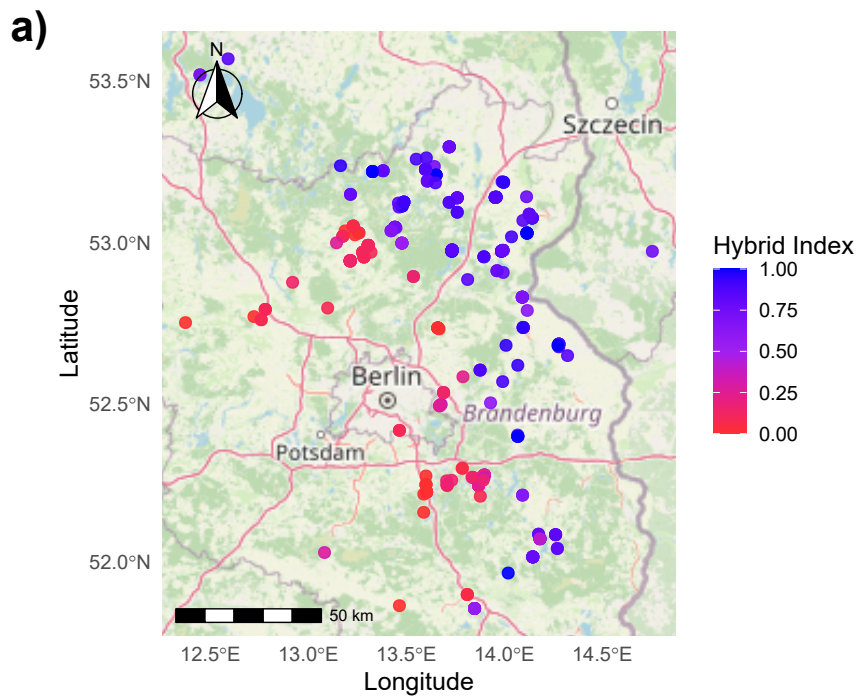 a)
N
53.5°N
53.0°N
52.5°N
52.0°N
Latitude
Szczecin
Berlin
Brandenburg
Potsdam
50 km
12.5°E 13.0°E 13.5°E 14.0°E 14.5°E
Longitude
Hybrid Index
1.00
0.75
0.50
0.25
0.00